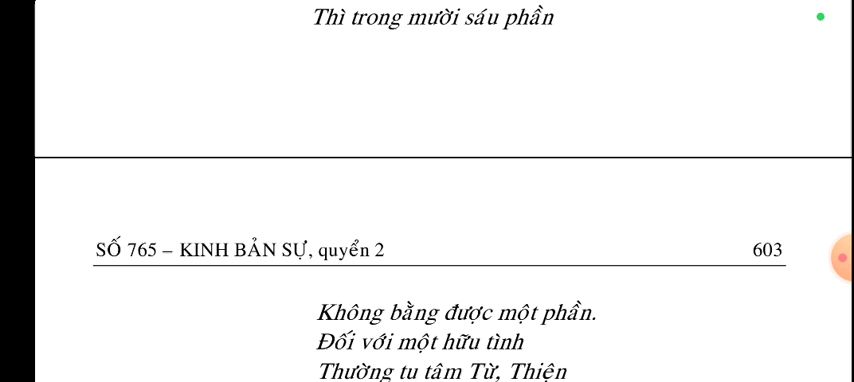 Thì trong mười sáu phần
SỐ 765 – KINH BẢN SỰ, quyển 2 603
Không bằng được một phần.
Đối với một hữu tình
Thường tu tâm Từ, Thiện